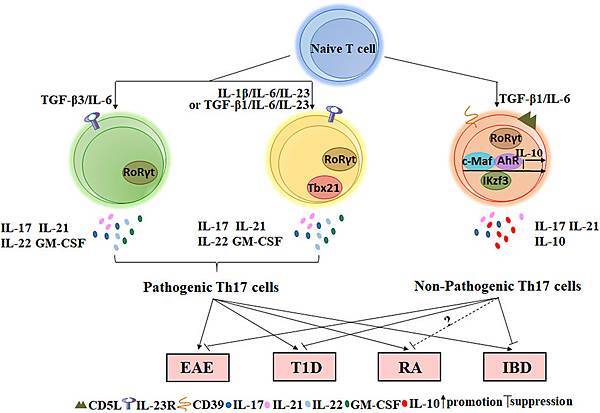 Naive T cell
TGF-β3/IL-6
IL-1β/IL-6/IL-23
or TGF-β1/IL-6/IL-23
TGF-β1/IL-6
RoRγt
RoRγt
Tbx21
RoRγt
IL-10
c-Maf
AhR
IKzf3
IL-17 IL-21
IL-22 GM-CSF
IL-17 IL-21
IL-22 GM-CSF
IL-17 IL-21
IL-10
Pathogenic Th17 cells
Non-Pathogenic Th17 cells
?
EAE
T1D
RA
IBD
CD5L IL-23R CD39 IL-17 IL-21 IL-22 GM-CSF IL-10 promotion suppression